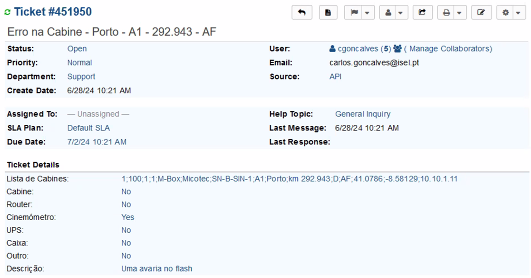 Ticket #451950
Erro na Cabine - Porto - A1 - 292.943 - AF
Status: Open User: cgoncalves (5) ( Manage Collaborators)
Priority: Normal Email: carlos.goncalves@isel.pt
Department: Support Source: API
Create Date: 6/28/24 10:21 AM
Assigned To: — Unassigned — Help Topic: General Inquiry
SLA Plan: Default SLA Last Message: 6/28/24 10:21 AM
Due Date: 7/2/24 10:21 AM Last Response:
Ticket Details
Lista de Cabines: 1;100;1;1;M-Box;Micotec;SN-B-SIN-1;A1;Porto;km 292.943;D;AF;41.0786;-8.58129;10.10.1.11
Cabine: No
Router: No
Cinemómetro: Yes
UPS: No
Caixa: No
Outro: No
Descrição: Uma avaria no flash